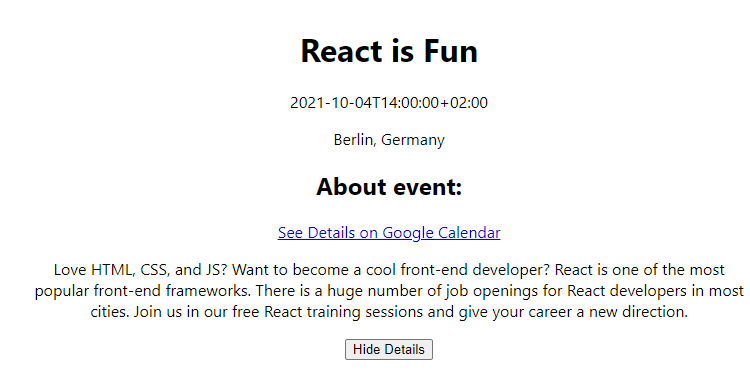 React is Fun
2021-10-04T14:00:00+02:00
Berlin, Germany
About event:
See Details on Google Calendar
Love HTML, CSS, and JS? Want to become a cool front-end developer? React is one of the most
popular front-end frameworks. There is a huge number of job openings for React developers in most
cities. Join us in our free React training sessions and give your career a new direction.
Hide Details